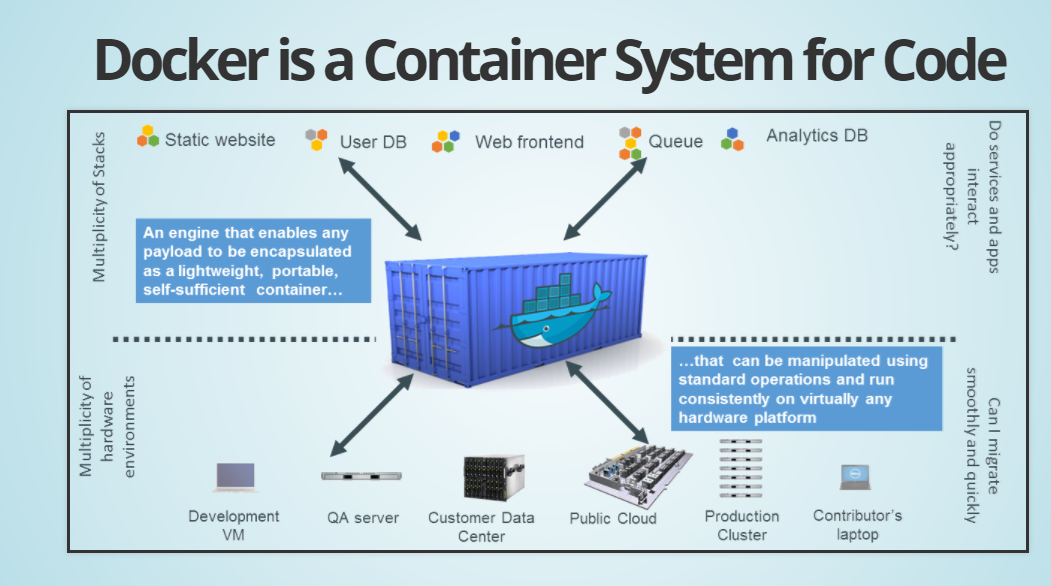 Docker is a Container System for Code
Multiplicity of Stacks
Static website
User DB
Web frontend
Queue
Analytics DB
Do services and apps
interact
appropriately?
An engine that enables any
payload to be encapsulated
as a lightweight, portable,
self-sufficient container...
...that can be manipulated using
standard operations and run
consistently on virtually any
hardware platform
Multiplicity of
hardware
environments
Can I migrate
smoothly and quickly
Development
VM
QA server
Customer Data
Center
Public Cloud
Production
Cluster
Contributor's
laptop